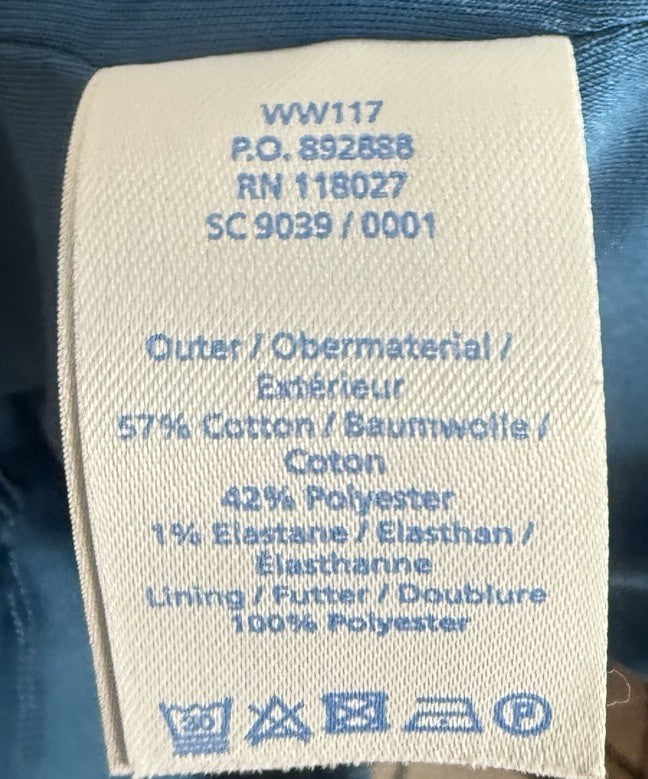 WW117
P.O. 892888
RN 118027
SC 9039 / 0001
Outer / Obermaterial /
Extérieur
57% Cotton / Baumwolle /
Coton
42% Polyester
1% Elastane / Elasthan /
Élasthanne
Lining / Futter / Doublure
100% Polyester
30 P